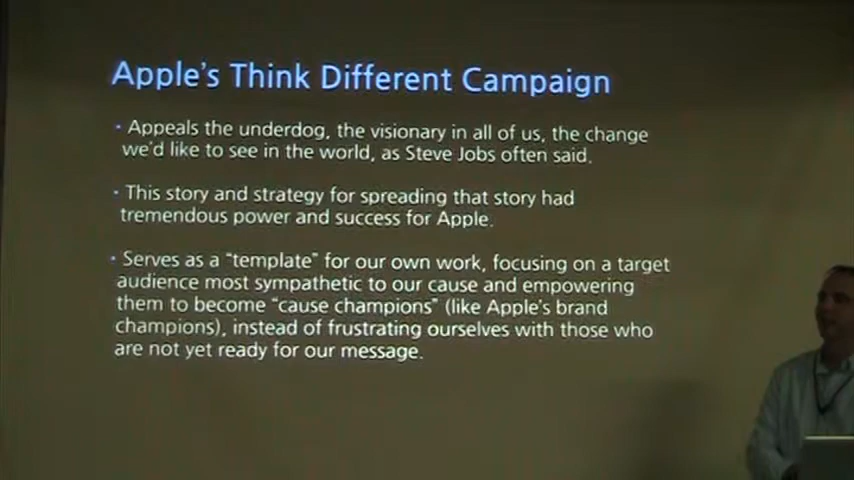 Apple's Think Different Campaign
• Appeals the underdog, the visionary in all of us, the change
we'd like to see in the world, as Steve Jobs often said.
• This story and strategy for spreading that story had
tremendous power and success for Apple.
• Serves as a “template” for our own work, focusing on a target
audience most sympathetic to our cause and empowering
them to become “cause champions” (like Apple's brand
champions), instead of frustrating ourselves with those who
are not yet ready for our message.